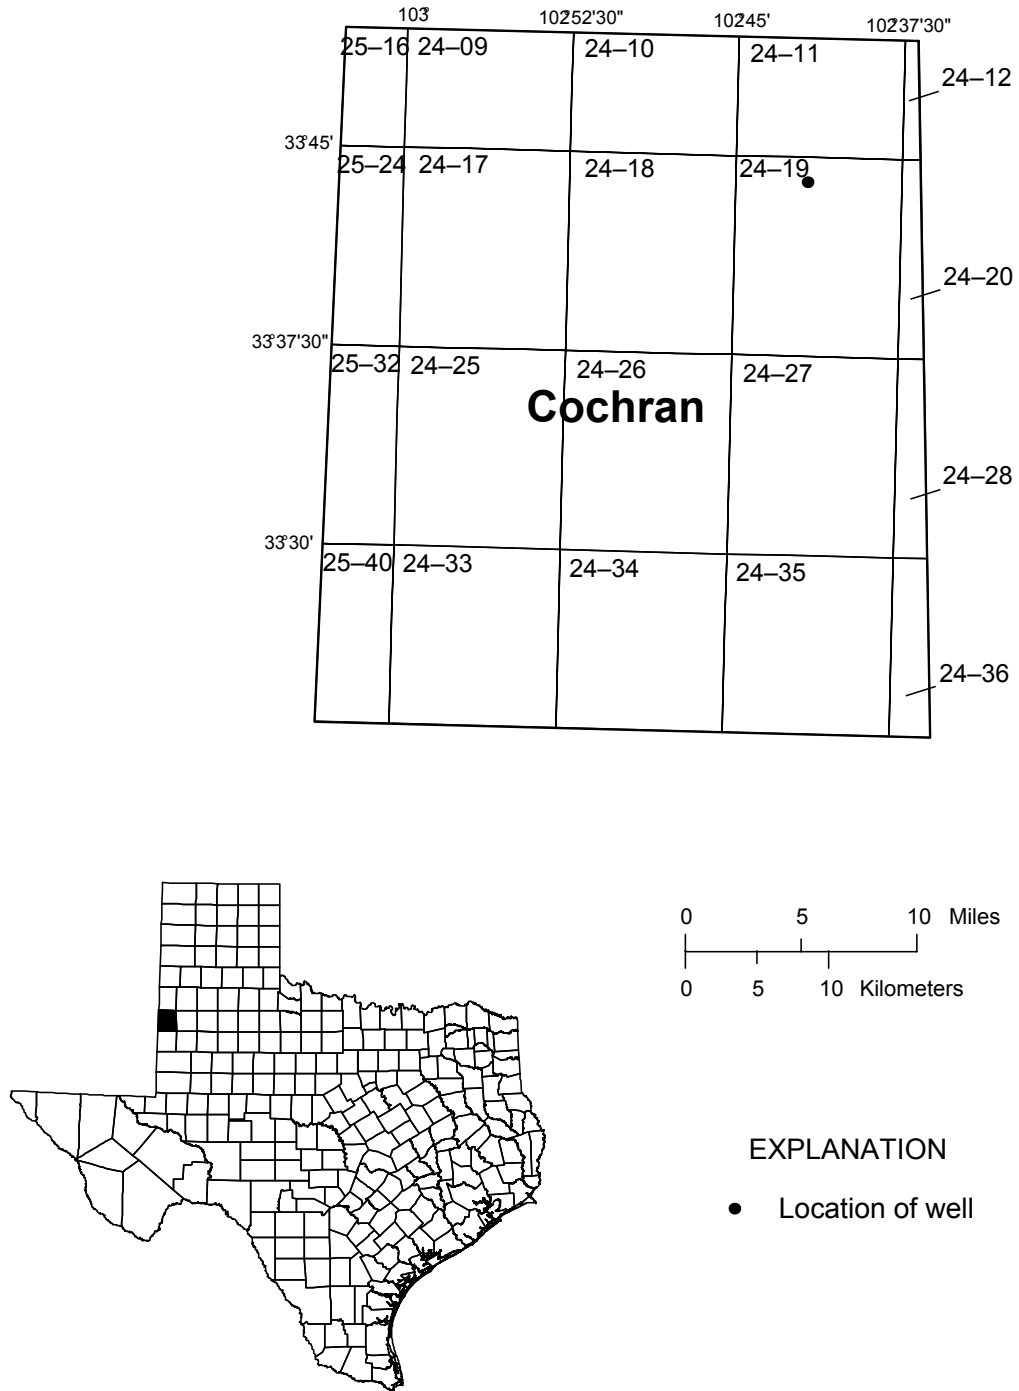 103° 102°52'30" 102°45' 102°37'30"
25–16 24–09 24–10 24–11
24–12
33°45'
25–24 24–17 24–18 24–19
24–20
33°37'30"
25–32 24–25 24–26 24–27
Cochran
24–28
33°30'
25–40 24–33 24–34 24–35
24–36
0 5 10 Miles
0 5 10 Kilometers
EXPLANATION
Location of well